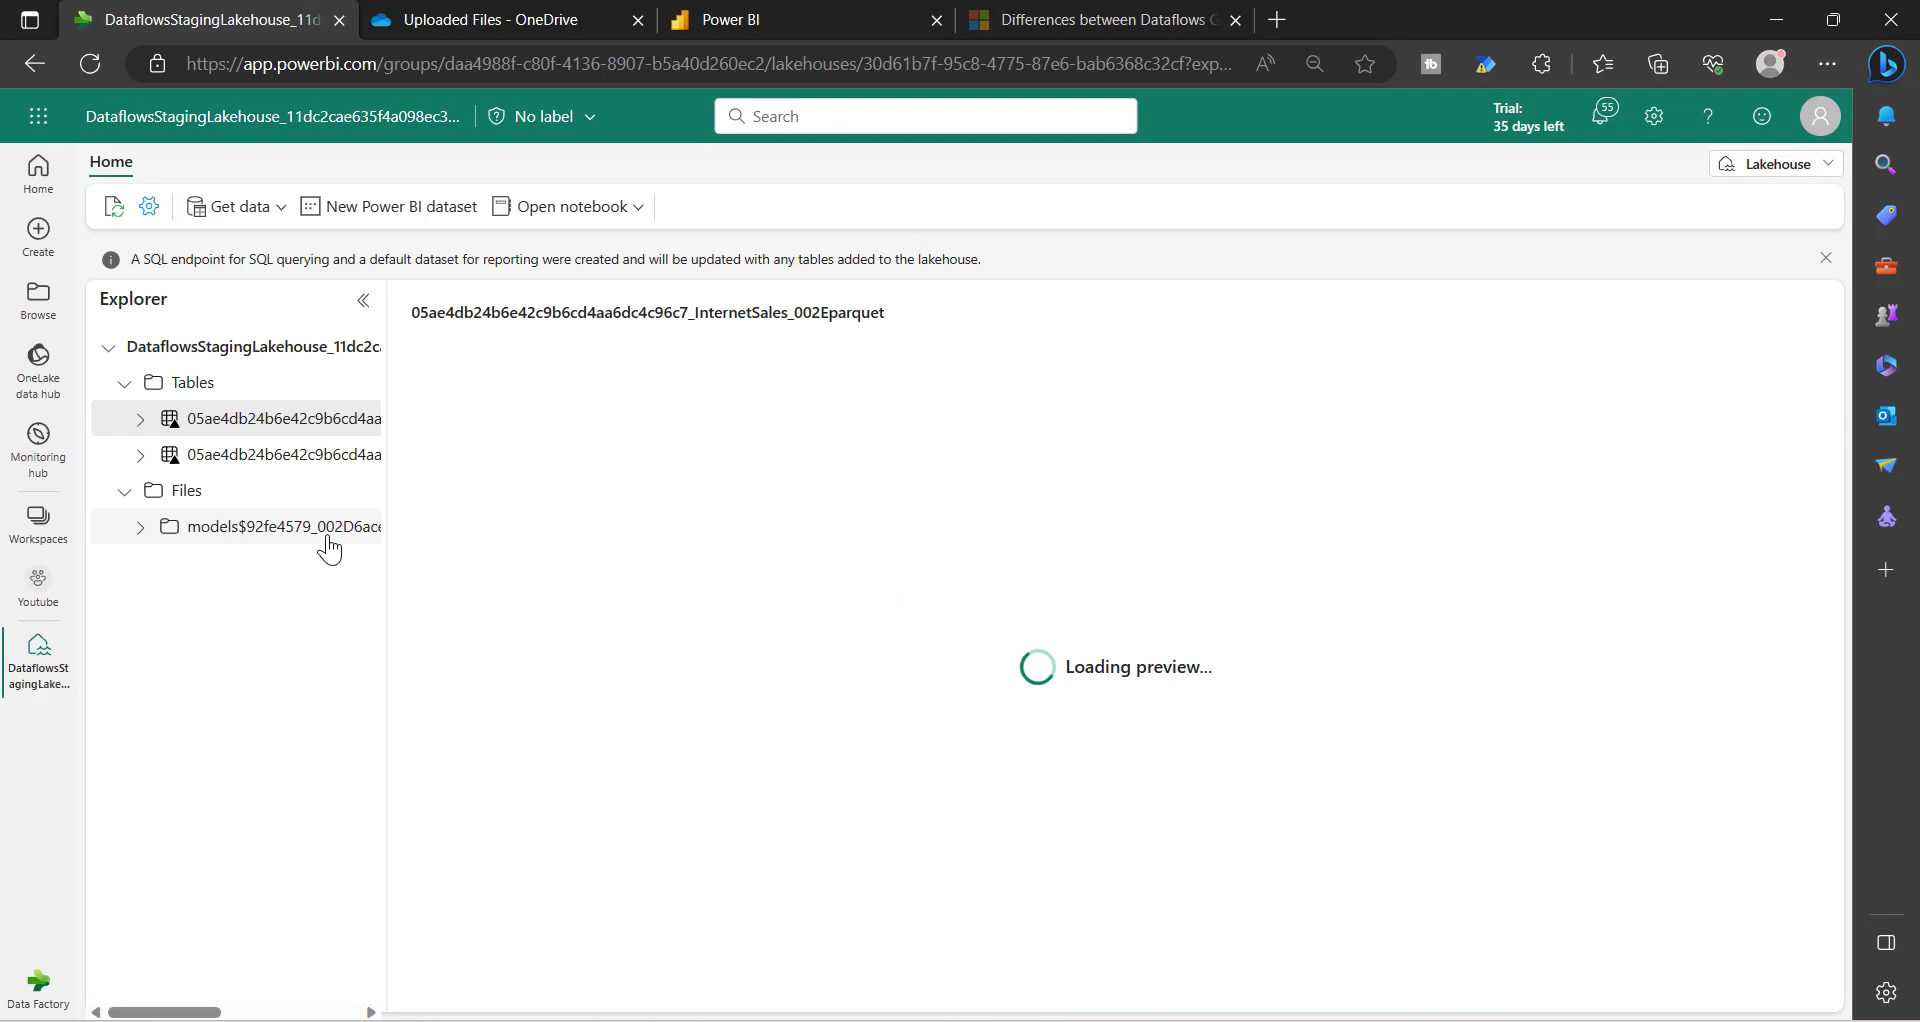 DataflowsStagingLakehouse_11d
Uploaded Files - OneDrive
Power BI
Differences between Dataflows G
https://app.powerbi.com/groups/daa4988f-c80f-4136-8907-b5a40d260ec2/lakehouses/30d61b7f-95c8-4775-87e6-bab6368c32cf?exp...
DataflowsStagingLakehouse_11dc2cae635f4a098ec3...
No label
Search
Trial:
35 days left
55
Home
Lakehouse
Get data
New Power BI dataset
Open notebook
A SQL endpoint for SQL querying and a default dataset for reporting were created and will be updated with any tables added to the lakehouse.
Home
Create
Browse
OneLake
data hub
Monitoring
hub
Workspaces
Youtube
DataflowsSt
agingLake...
Data Factory
Explorer
DataflowsStagingLakehouse_11dc2c
Tables
05ae4db24b6e42c9b6cd4aa
05ae4db24b6e42c9b6cd4aa
Files
models$92fe4579_002D6ace
05ae4db24b6e42c9b6cd4aa6dc4c96c7_InternetSales_002Eparquet
Loading preview...